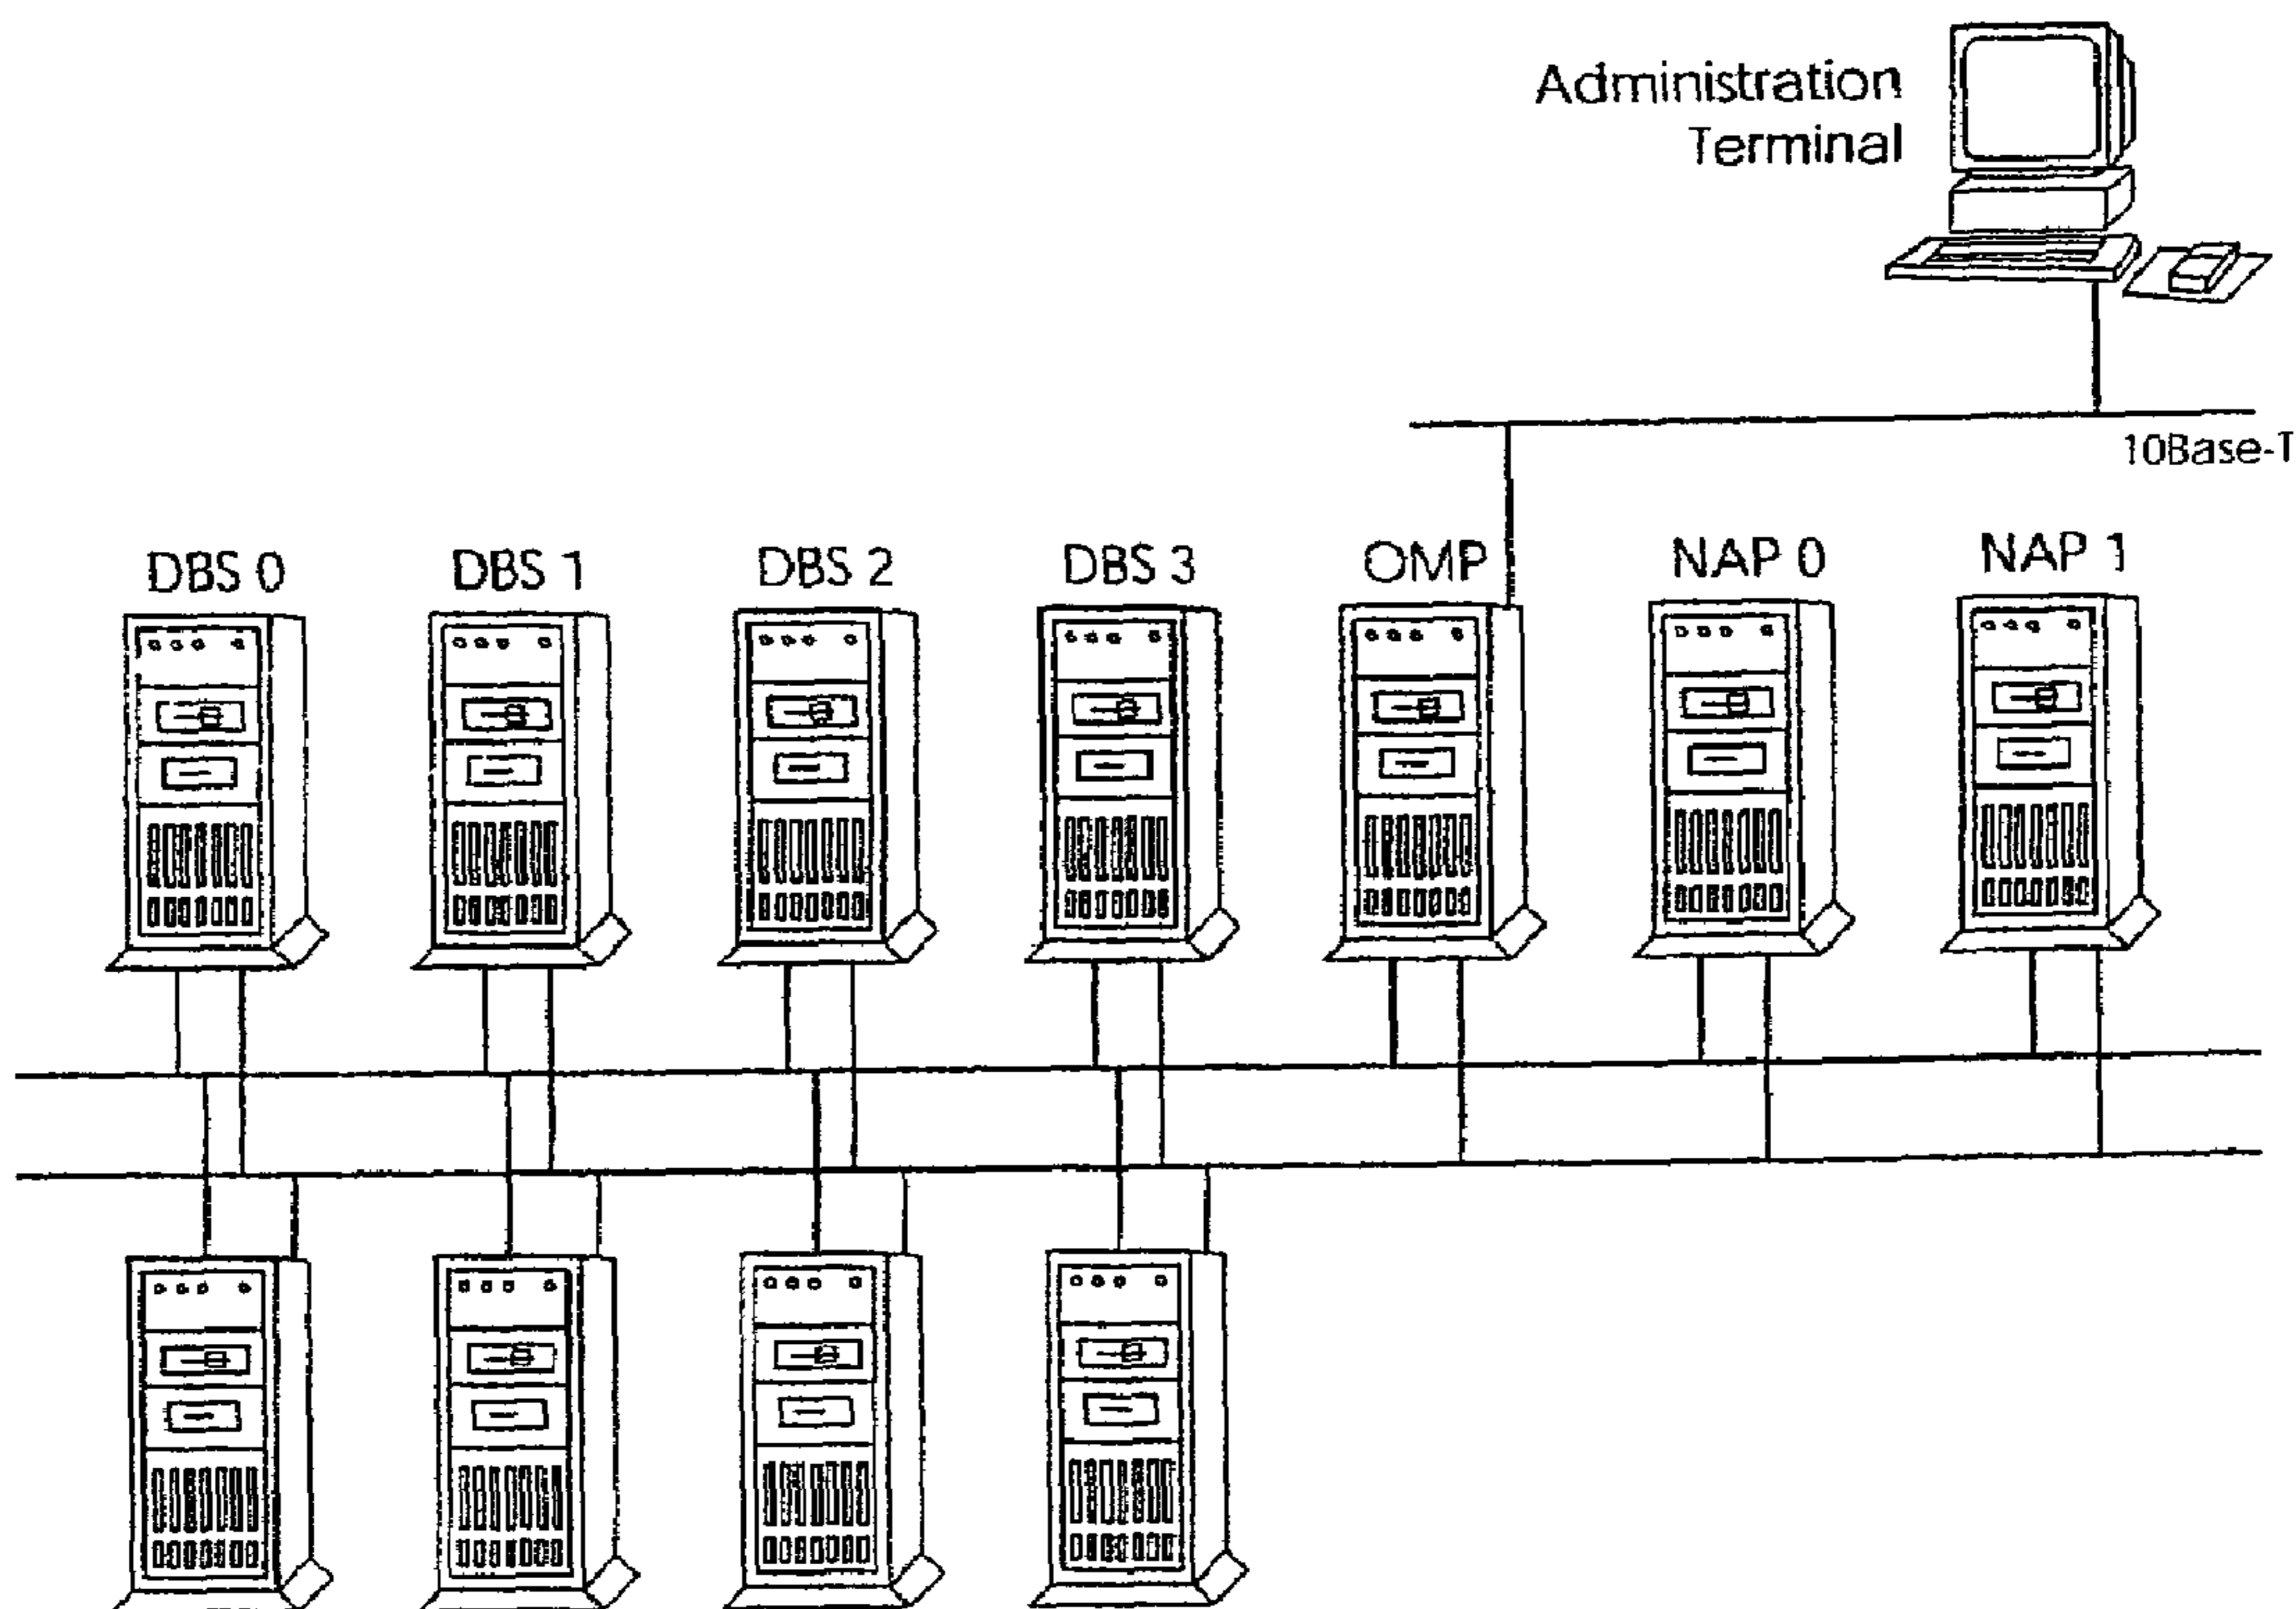 Administration
Terminal
10Base-T
DBS 0
DBS 1
DBS 2
DBS 3
OMP
NAP 0
NAP 1